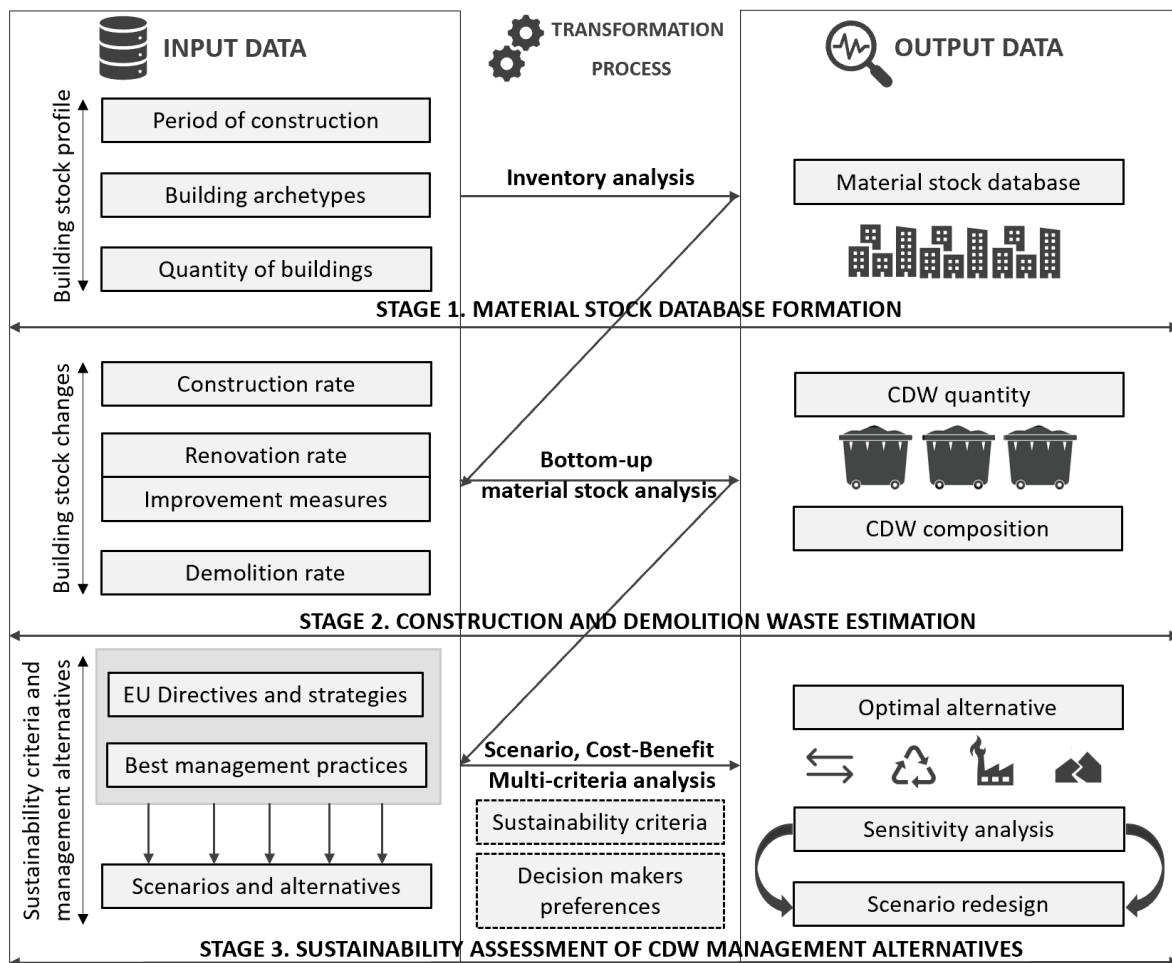 INPUT DATA
TRANSFORMATION
PROCESS
OUTPUT DATA
Building stock profile
Period of construction
Building archetypes
Quantity of buildings
Inventory analysis
Material stock database
STAGE 1. MATERIAL STOCK DATABASE FORMATION
Building stock changes
Construction rate
Renovation rate
Improvement measures
Demolition rate
Bottom-up
material stock analysis
CDW quantity
CDW composition
STAGE 2. CONSTRUCTION AND DEMOLITION WASTE ESTIMATION
Sustainability criteria and
management alternatives
EU Directives and strategies
Best management practices
Scenarios and alternatives
Scenario, Cost-Benefit
Multi-criteria analysis
Sustainability criteria
Decision makers
preferences
Optimal alternative
Sensitivity analysis
Scenario redesign
STAGE 3. SUSTAINABILITY ASSESSMENT OF CDW MANAGEMENT ALTERNATIVES